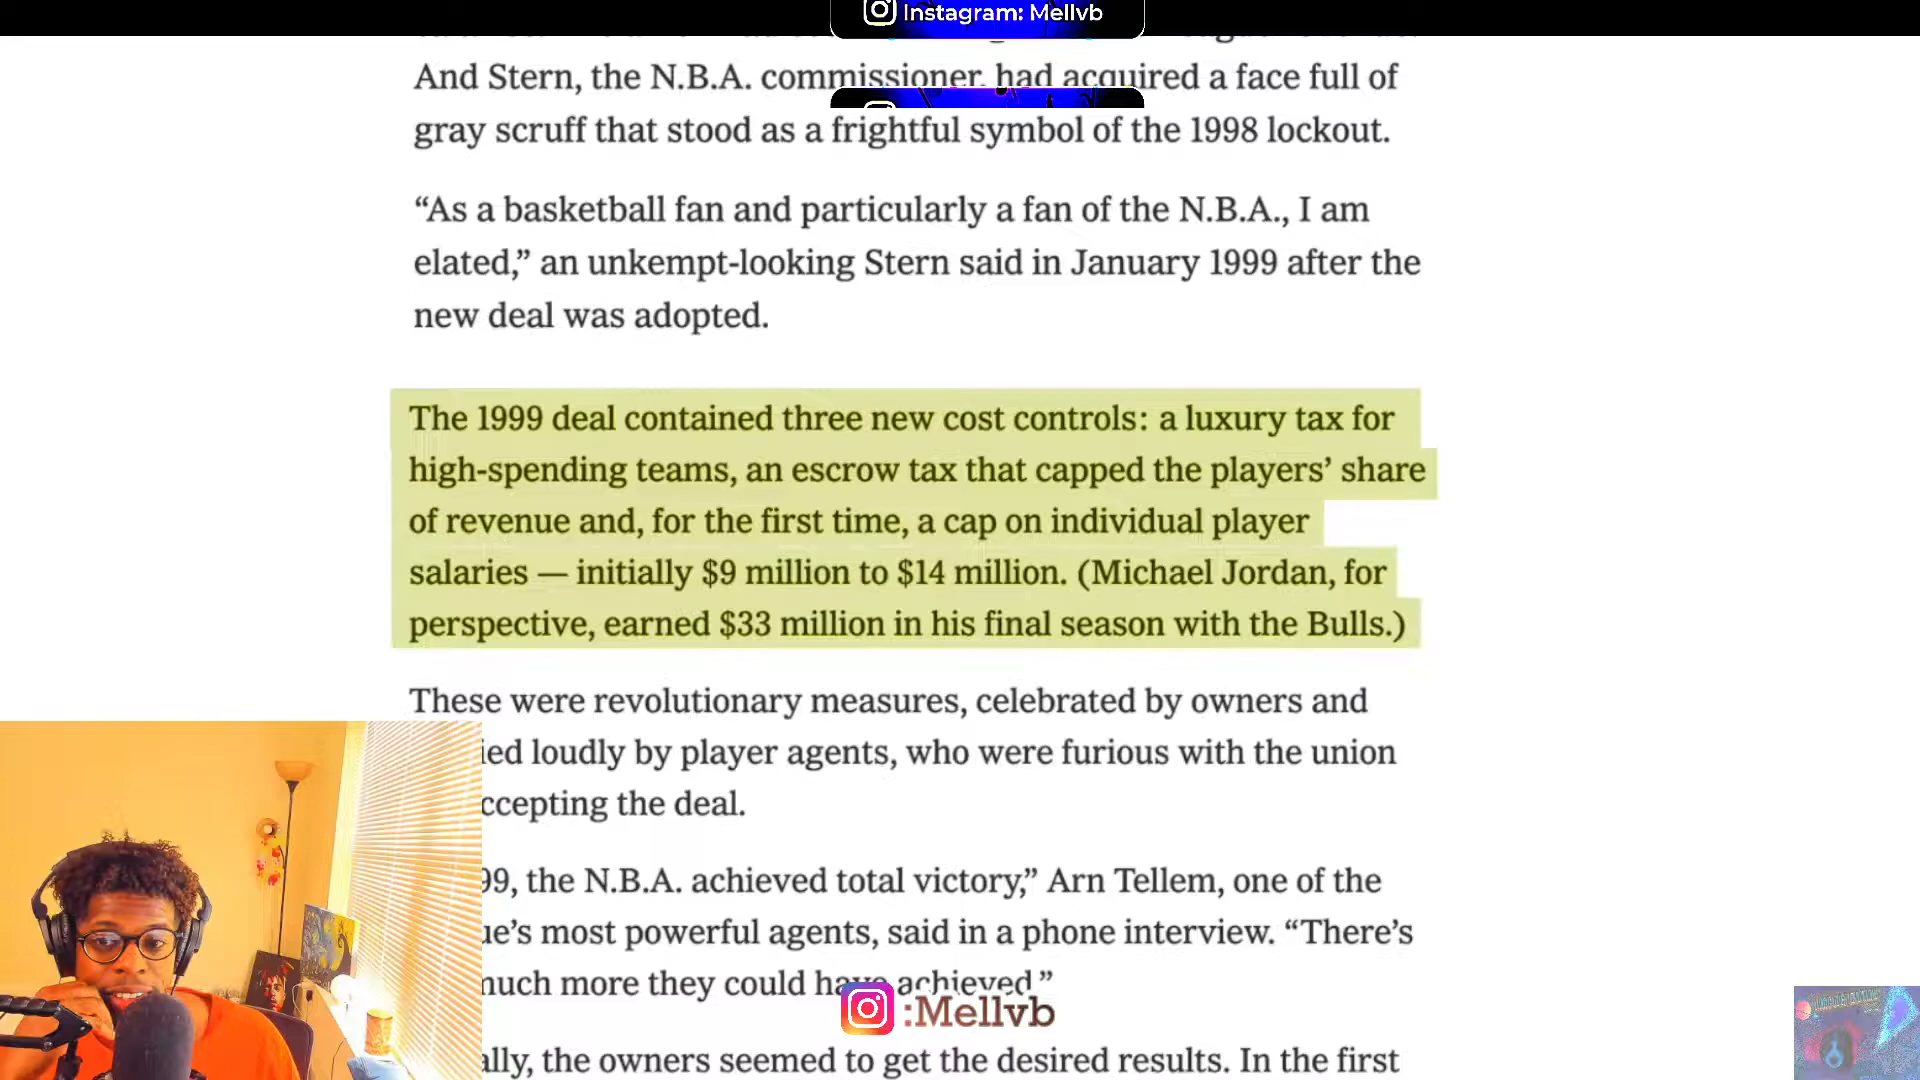 Instagram: Mellvb
And Stern, the N.B.A. commissioner, had acquired a face full of
gray scruff that stood as a frightful symbol of the 1998 lockout.
“As a basketball fan and particularly a fan of the N.B.A., I am
elated,” an unkempt-looking Stern said in January 1999 after the
new deal was adopted.
The 1999 deal contained three new cost controls: a luxury tax for
high-spending teams, an escrow tax that capped the players’ share
of revenue and, for the first time, a cap on individual player
salaries — initially $9 million to $14 million. (Michael Jordan, for
perspective, earned $33 million in his final season with the Bulls.)
These were revolutionary measures, celebrated by owners and
ied loudly by player agents, who were furious with the union
ccepting the deal.
99, the N.B.A. achieved total victory,” Arn Tellem, one of the
ue’s most powerful agents, said in a phone interview. “There’s
much more they could have achieved.”
:Mellvb
ally, the owners seemed to get the desired results. In the first